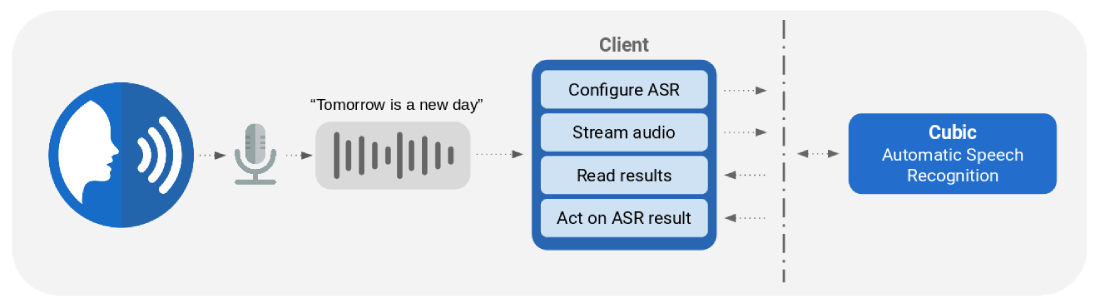 Client
“Tomorrow is a new day”
Configure ASR
Stream audio
Read results
Act on ASR result
Cubic
Automatic Speech
Recognition